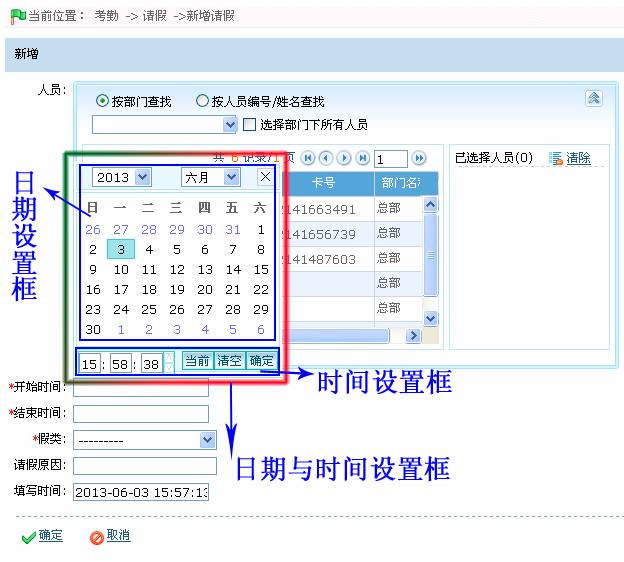 当前位置： 考勤 -> 请假 ->新增请假
新增
人员:
按部门查找 按人员编号/姓名查找
选择部门下所有人员
共 6 记录/1 页 1
已选择人员(0) 清除
2013 六月
卡号 部门名称
日 一 二 三 四 五 六
26 27 28 29 30 31 1
2 3 4 5 6 7 8
9 10 11 12 13 14 15
16 17 18 19 20 21 22
23 24 25 26 27 28 29
30 1 2 3 4 5 6
4141663491 总部
4141656739 总部
4141487603 总部
总部
总部
日期设置框
15:58:38 当前 清空 确定
时间设置框
*开始时间:
*结束时间:
*假类: ---------
日期与时间设置框
请假原因:
填写时间: 2013-06-03 15:57:13
确定 取消